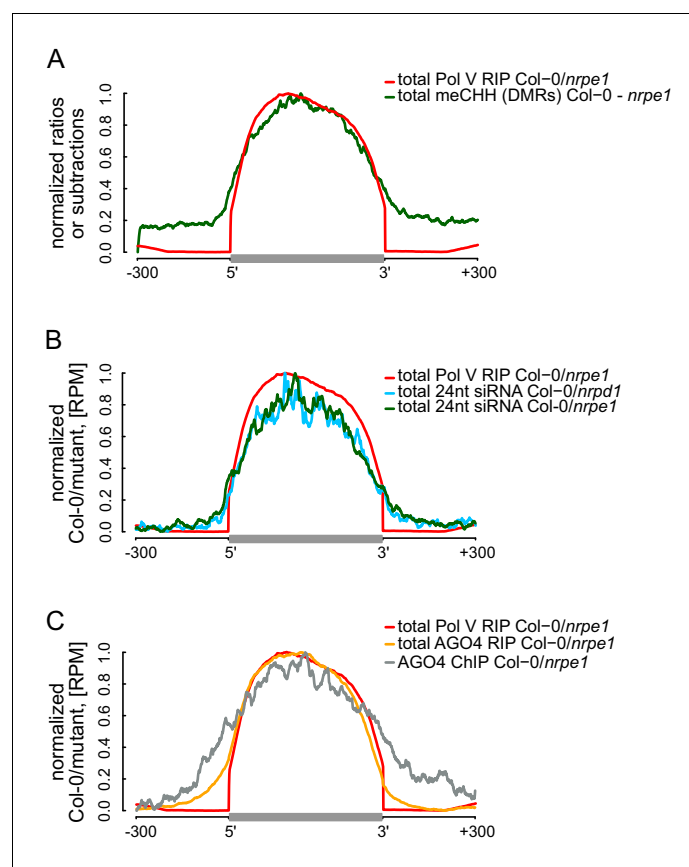 A
total Pol V RIP Col−0/nrpe1
total meCHH (DMRs) Col−0 - nrpe1
normalized ratios
or subtractions
0.0 0.2 0.4 0.6 0.8 1.0
-300 5' 3' +300
B
total Pol V RIP Col−0/nrpe1
total 24nt siRNA Col−0/nrpd1
total 24nt siRNA Col-0/nrpe1
normalized
Col-0/mutant, [RPM]
0.0 0.2 0.4 0.6 0.8 1.0
-300 5' 3' +300
C
total Pol V RIP Col−0/nrpe1
total AGO4 RIP Col−0/nrpe1
AGO4 ChIP Col−0/nrpe1
normalized
Col-0/mutant, [RPM]
0.0 0.2 0.4 0.6 0.8 1.0
-300 5' 3' +300